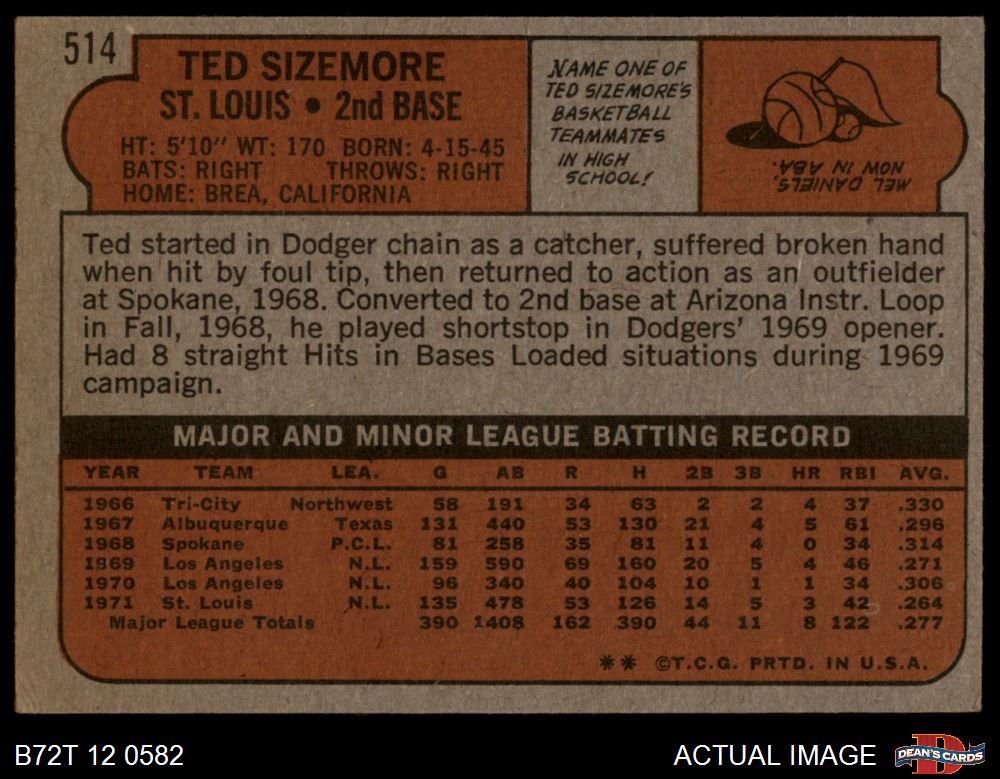 514
TED SIZEMORE
ST. LOUIS • 2nd BASE
HT: 5'10" WT: 170 BORN: 4-15-45
BATS: RIGHT THROWS: RIGHT
HOME: BREA, CALIFORNIA
NAME ONE OF
TED SIZEMORE'S
BASKETBALL
TEAMMATES
IN HIGH
SCHOOL!
MEL DANIELS,
NOW IN ABA.
Ted started in Dodger chain as a catcher, suffered broken hand
when hit by foul tip, then returned to action as an outfielder
at Spokane, 1968. Converted to 2nd base at Arizona Instr. Loop
in Fall, 1968, he played shortstop in Dodgers' 1969 opener.
Had 8 straight Hits in Bases Loaded situations during 1969
campaign.
MAJOR AND MINOR LEAGUE BATTING RECORD
YEAR TEAM LEA. G AB R H 2B 3B HR RBI AVG.
1966 Tri-City Northwest 58 191 34 63 2 2 4 37 .330
1967 Albuquerque Texas 131 440 53 130 21 4 5 61 .296
1968 Spokane P.C.L. 81 258 35 81 11 4 0 34 .314
1969 Los Angeles N.L. 159 590 69 160 20 5 4 46 .271
1970 Los Angeles N.L. 96 340 40 104 10 1 1 34 .306
1971 St. Louis N.L. 135 478 53 126 14 5 3 42 .264
Major League Totals 390 1408 162 390 44 11 8 122 .277
** ©T.C.G. PRTD. IN U.S.A.
B72T 12 0582
ACTUAL IMAGE
DEAN'S CARDS